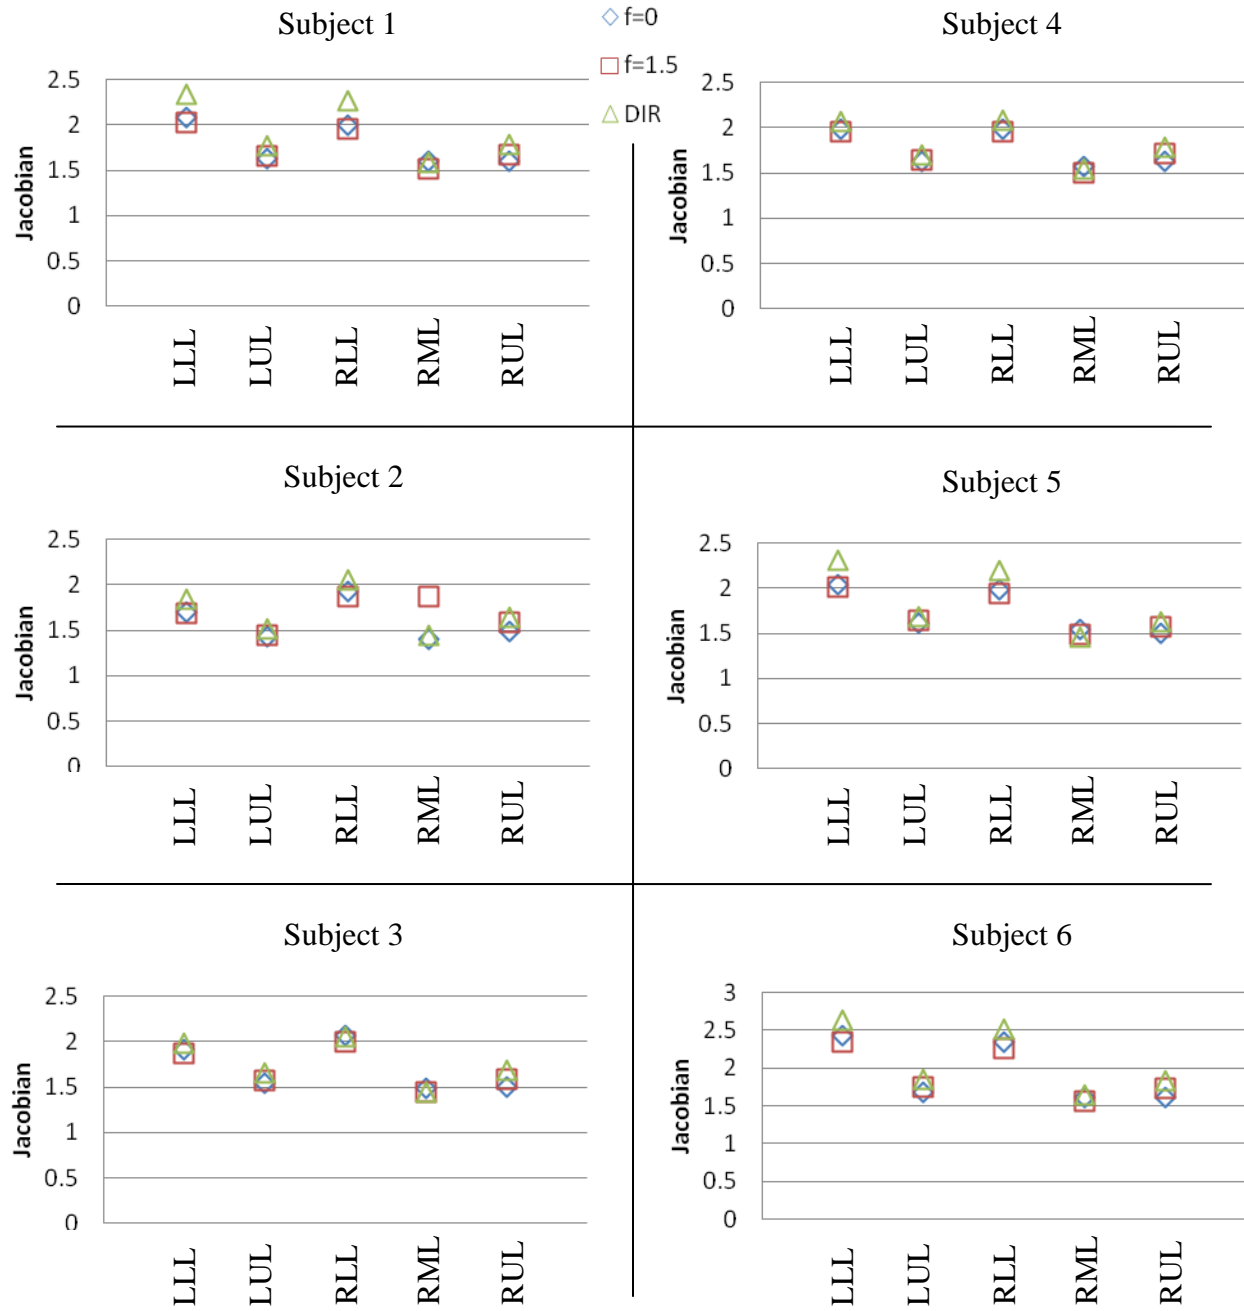 Subject 1
f=0
f=1.5
DIR
2.5
2
1.5
1
0.5
0
Jacobian
LLL
LUL
RLL
RML
RUL
Subject 4
2.5
2
1.5
1
0.5
0
Jacobian
LLL
LUL
RLL
RML
RUL
Subject 2
2.5
2
1.5
1
0.5
0
Jacobian
LLL
LUL
RLL
RML
RUL
Subject 5
2.5
2
1.5
1
0.5
0
Jacobian
LLL
LUL
RLL
RML
RUL
Subject 3
2.5
2
1.5
1
0.5
0
Jacobian
LLL
LUL
RLL
RML
RUL
Subject 6
3
2.5
2
1.5
1
0.5
0
Jacobian
LLL
LUL
RLL
RML
RUL